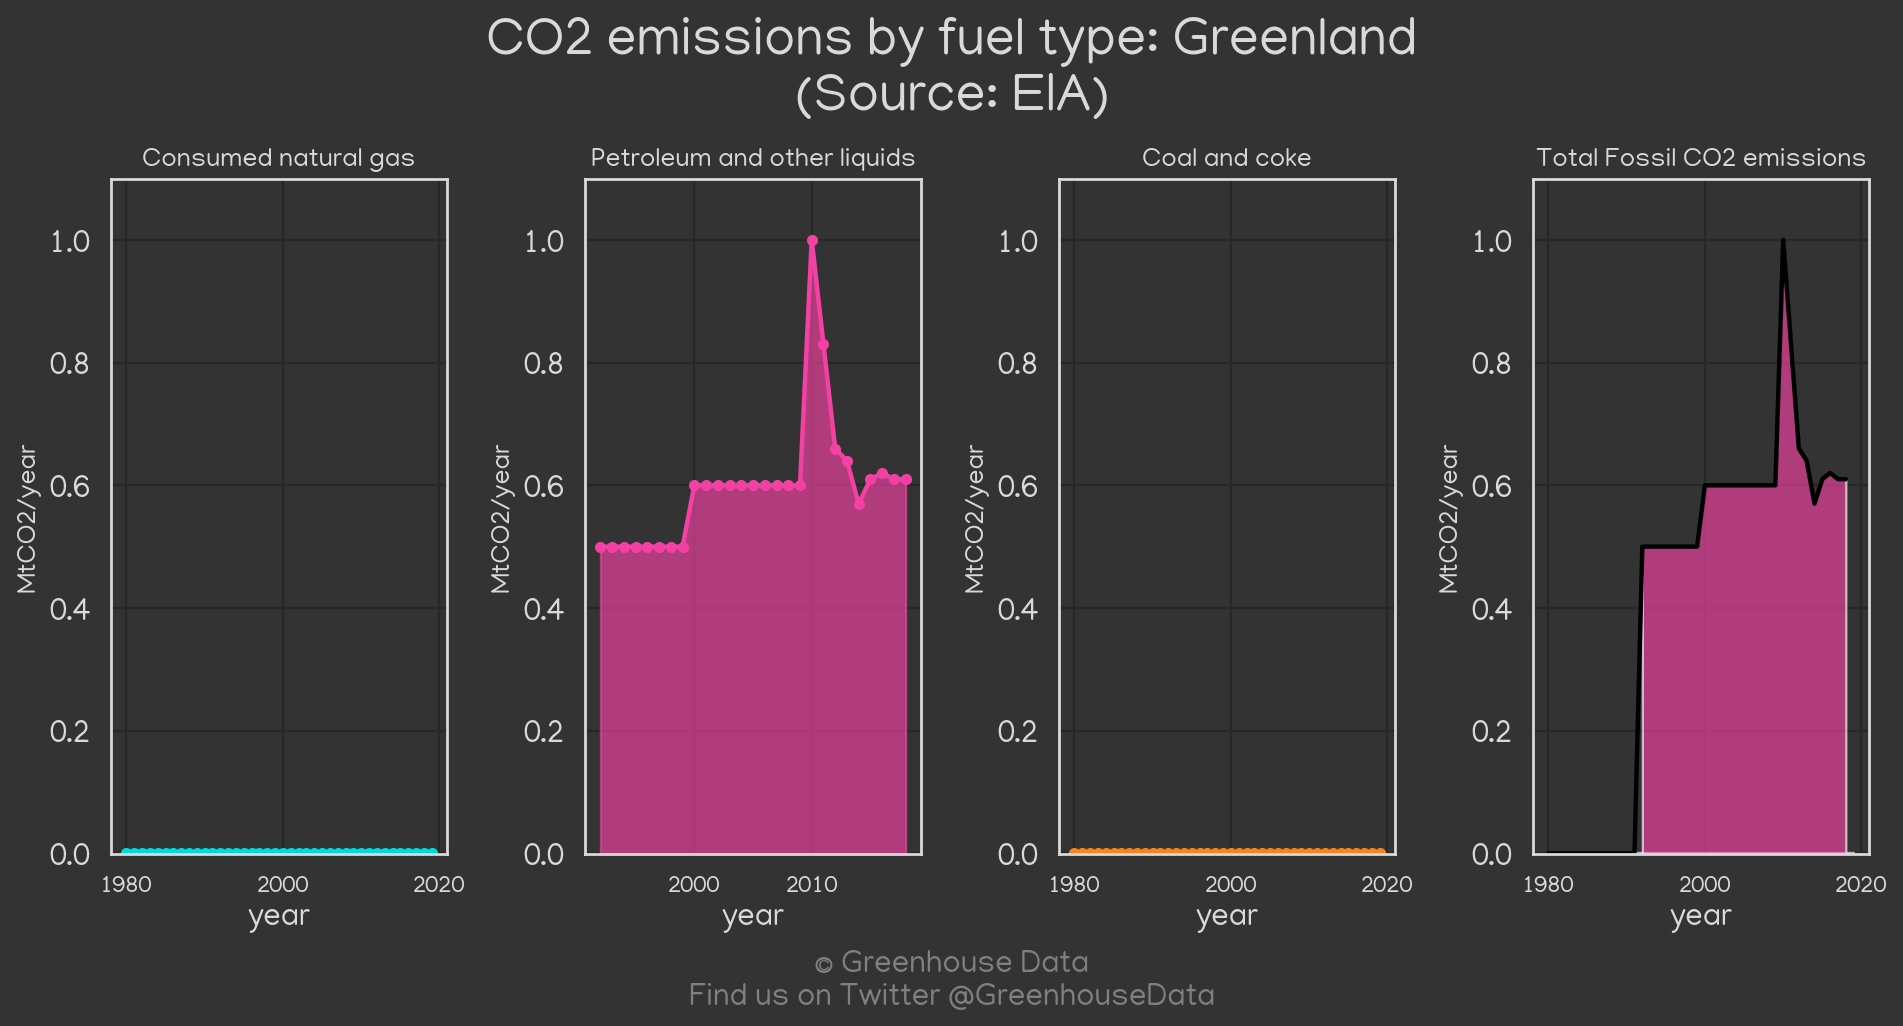 CO2 emissions by fuel type: Greenland
(Source: EIA)
Consumed natural gas
1.0
0.8
0.6
0.4
0.2
0.0
MtCO2/year
1980 2000 2020
year
Petroleum and other liquids
1.0
0.8
0.6
0.4
0.2
0.0
MtCO2/year
2000 2010
year
Coal and coke
1.0
0.8
0.6
0.4
0.2
0.0
MtCO2/year
1980 2000 2020
year
Total Fossil CO2 emissions
1.0
0.8
0.6
0.4
0.2
0.0
MtCO2/year
1980 2000 2020
year
© Greenhouse Data
Find us on Twitter @GreenhouseData